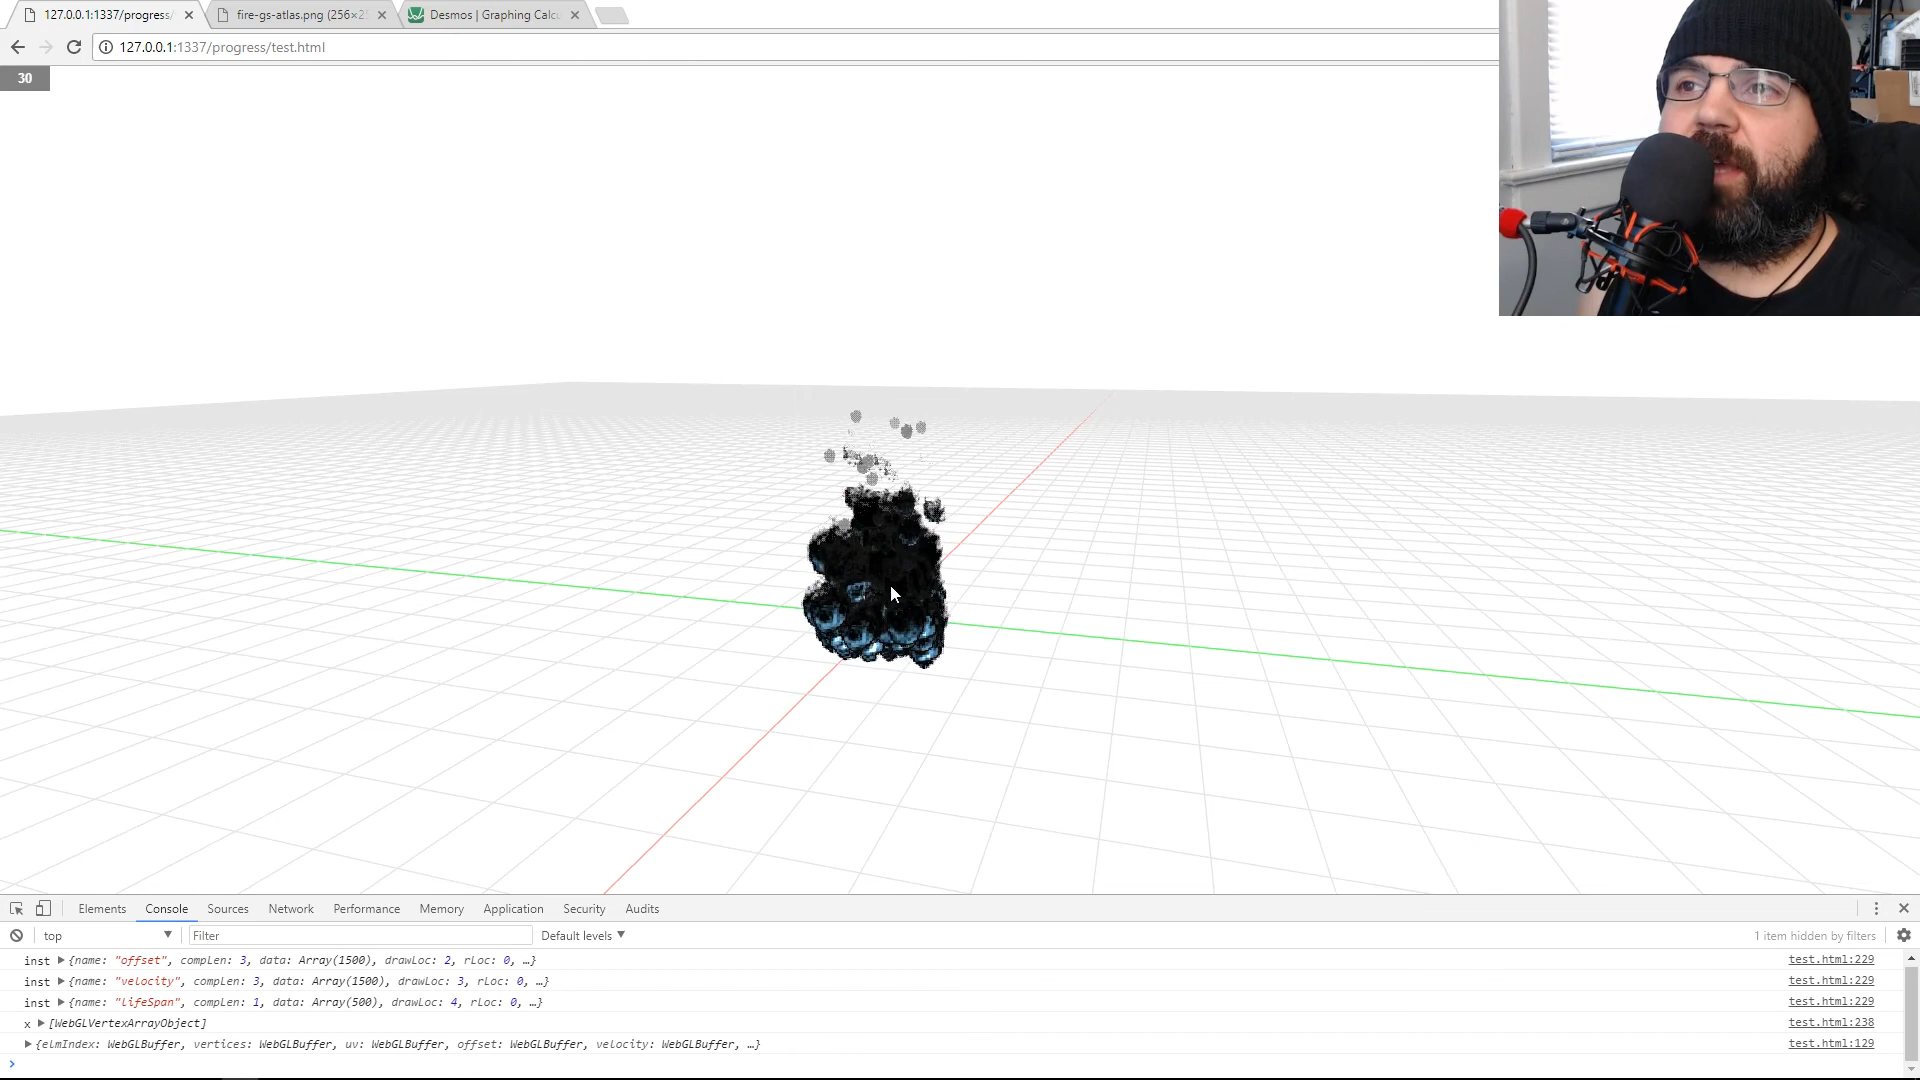 127.0.0.1:1337/progress/
fire-gs-atlas.png (256×25
Desmos | Graphing Calcu
127.0.0.1:1337/progress/test.html
30
Elements Console Sources Network Performance Memory Application Security Audits
top Filter Default levels 1 item hidden by filters
inst {name: "offset", compLen: 3, data: Array(1500), drawLoc: 2, rLoc: 0, …} test.html:229
inst {name: "velocity", compLen: 3, data: Array(1500), drawLoc: 3, rLoc: 0, …} test.html:229
inst {name: "lifeSpan", compLen: 1, data: Array(500), drawLoc: 4, rLoc: 0, …} test.html:229
x [WebGLVertexArrayObject] test.html:238
{elmIndex: WebGLBuffer, vertices: WebGLBuffer, uv: WebGLBuffer, offset: WebGLBuffer, velocity: WebGLBuffer, …} test.html:129